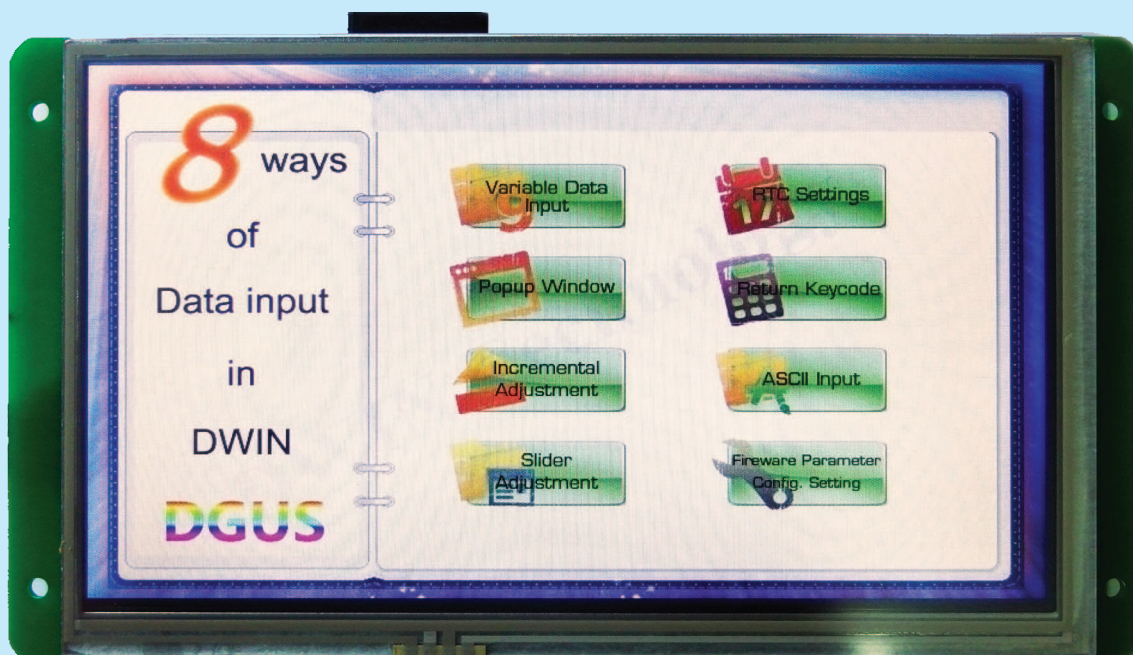 8 ways
of
Data input
in
DWIN
DGUS
Variable Data
Input
Popup Window
Incremental
Adjustment
Slider
Adjustment
RTC Settings
17
Return Keycode
ASCII Input
Fireware Parameter
Config. Setting